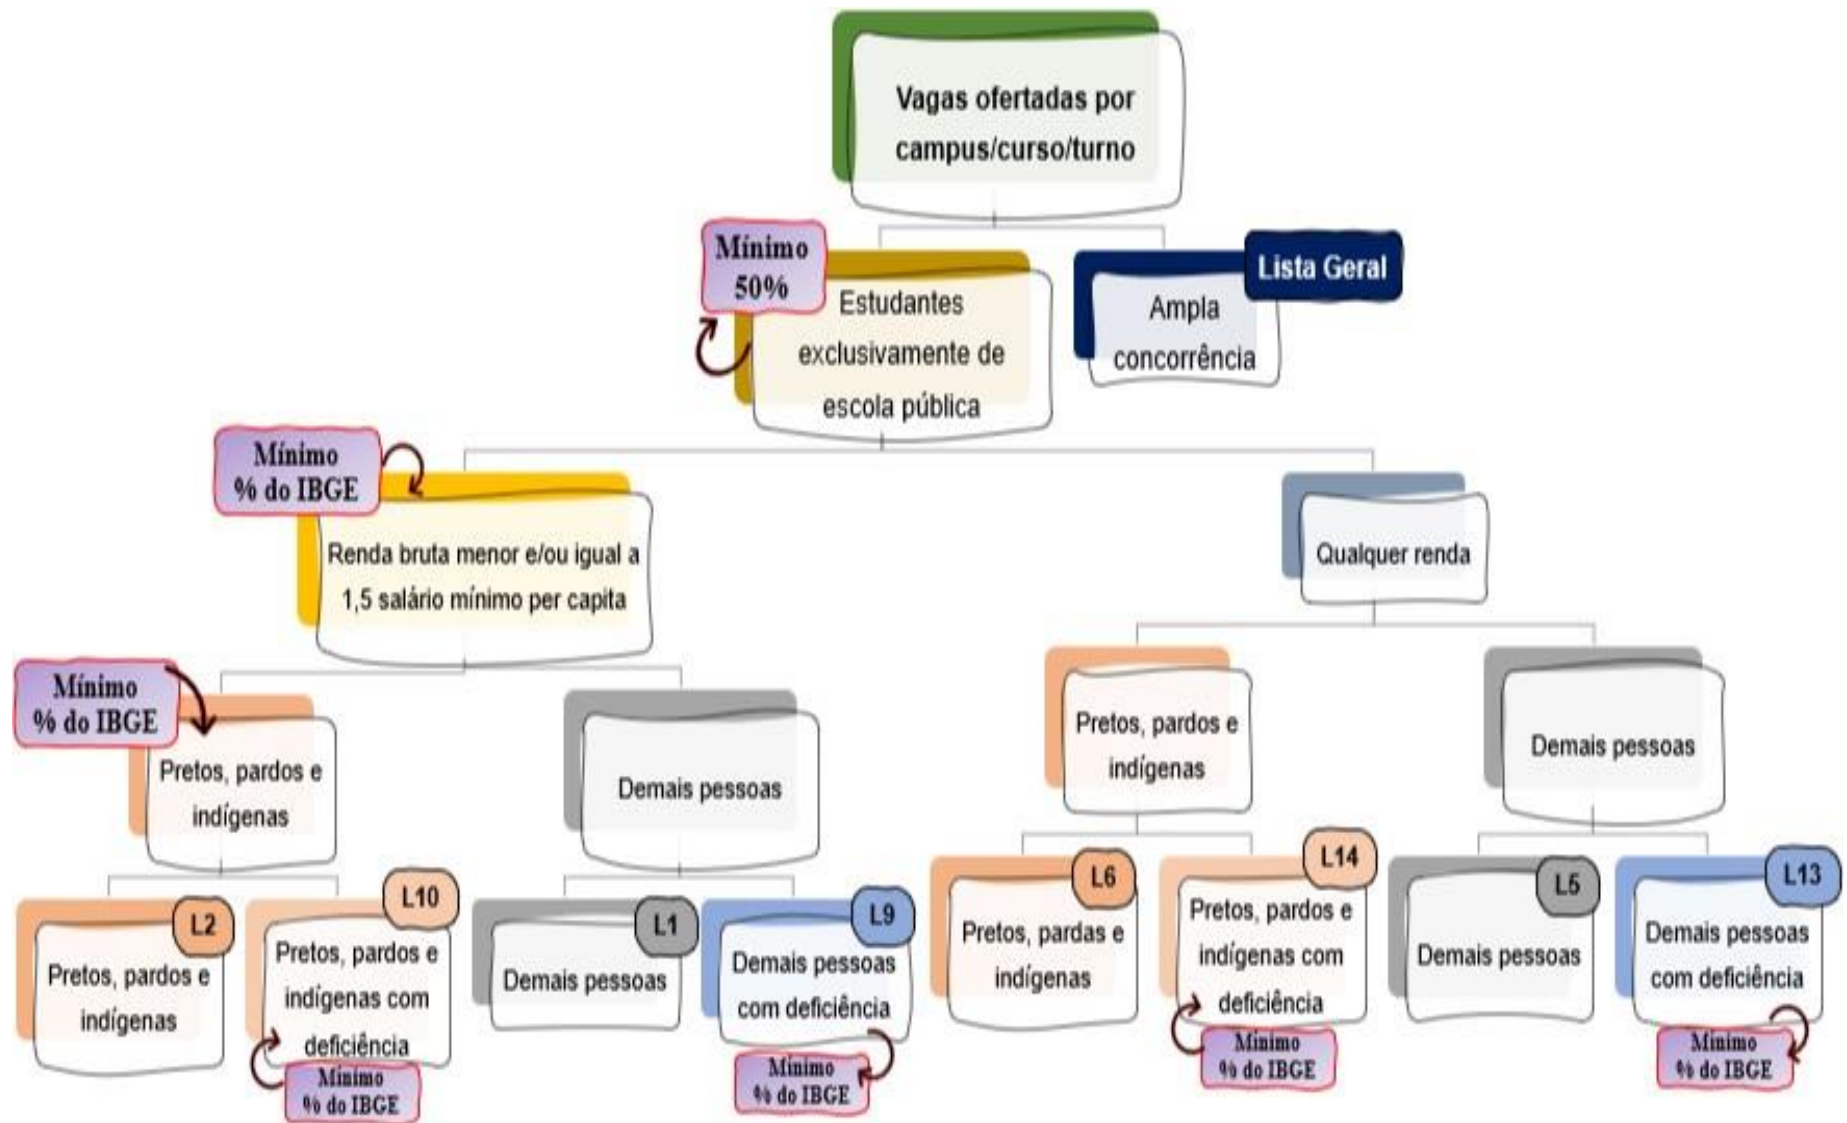 Vagas ofertadas por
campus/curso/turno
Mínimo
50%
Estudantes
exclusivamente de
escola pública
Lista Geral
Ampla
concorrência
Mínimo
% do IBGE
Renda bruta menor e/ou igual a
1,5 salário mínimo per capita
Qualquer renda
Mínimo
% do IBGE
Pretos, pardos e
indígenas
Demais pessoas
Pretos, pardos e
indígenas
Demais pessoas
L2
Pretos, pardos e
indígenas
L10
Pretos, pardos e
indígenas com
deficiência
Mínimo
% do IBGE
L1
Demais pessoas
L9
Demais pessoas
com deficiência
Mínimo
% do IBGE
L6
Pretos, pardas e
indígenas
L14
Pretos, pardos e
indígenas com
deficiência
Mínimo
% do IBGE
L5
Demais pessoas
L13
Demais pessoas
com deficiência
Mínimo
% do IBGE